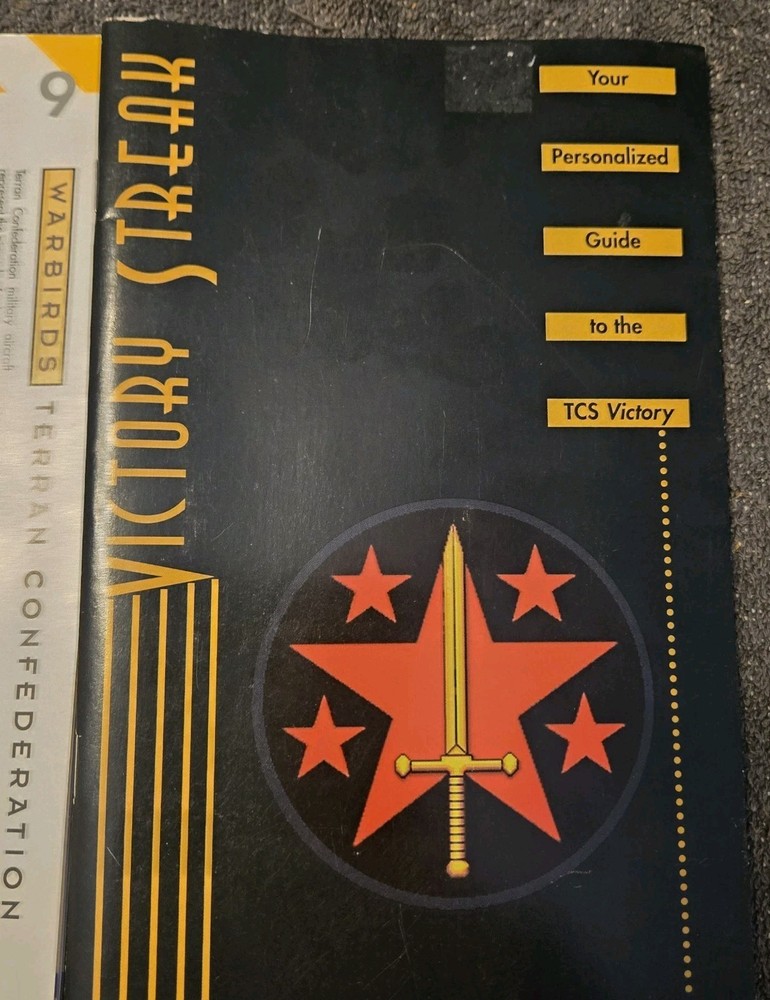 9
WARBIRDS TERRAN CONFEDERATION
Terran Confederation military aircraft
VICTORY STREAK
Your
Personalized
Guide
to the
TCS Victory